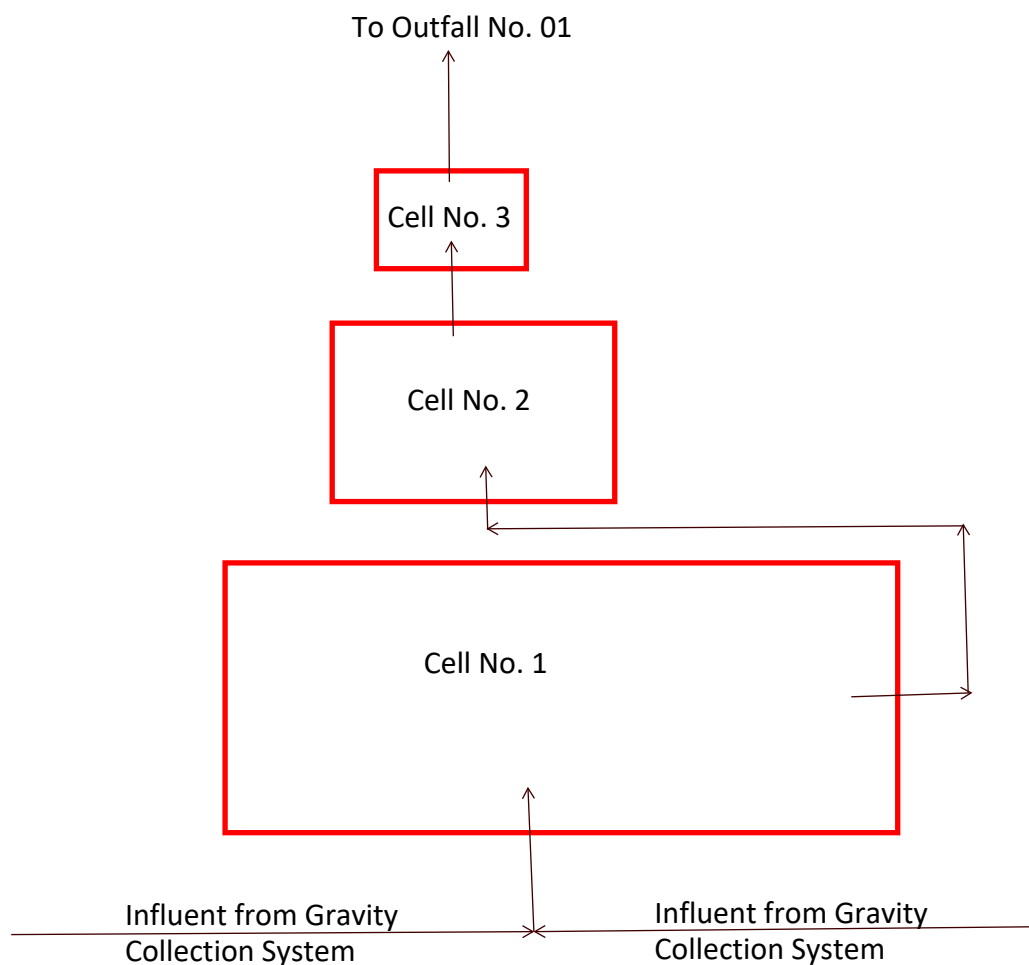 To Outfall No. 01
Cell No. 3
Cell No. 2
Cell No. 1
Influent from Gravity
Collection System
Influent from Gravity
Collection System